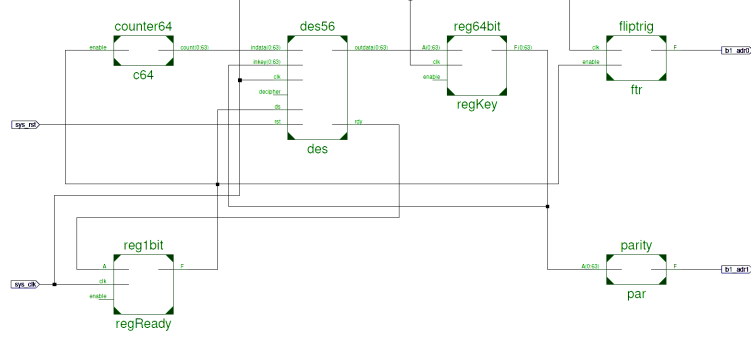 counter64
des56
reg64bit
fliptrig
enable
count(0:63)
indata(0:63)
outdata(0:63)
A(0:63)
F(0:63)
clk
F
b1_adr0
inkey(0:63)
clk
enable
c64
clk
enable
ftr
decipher
regKey
ds
sys_rst
rst
rdy
des
reg1bit
parity
A
F
A(0:63)
F
b1_adr1
sys_clk
clk
par
enable
regReady